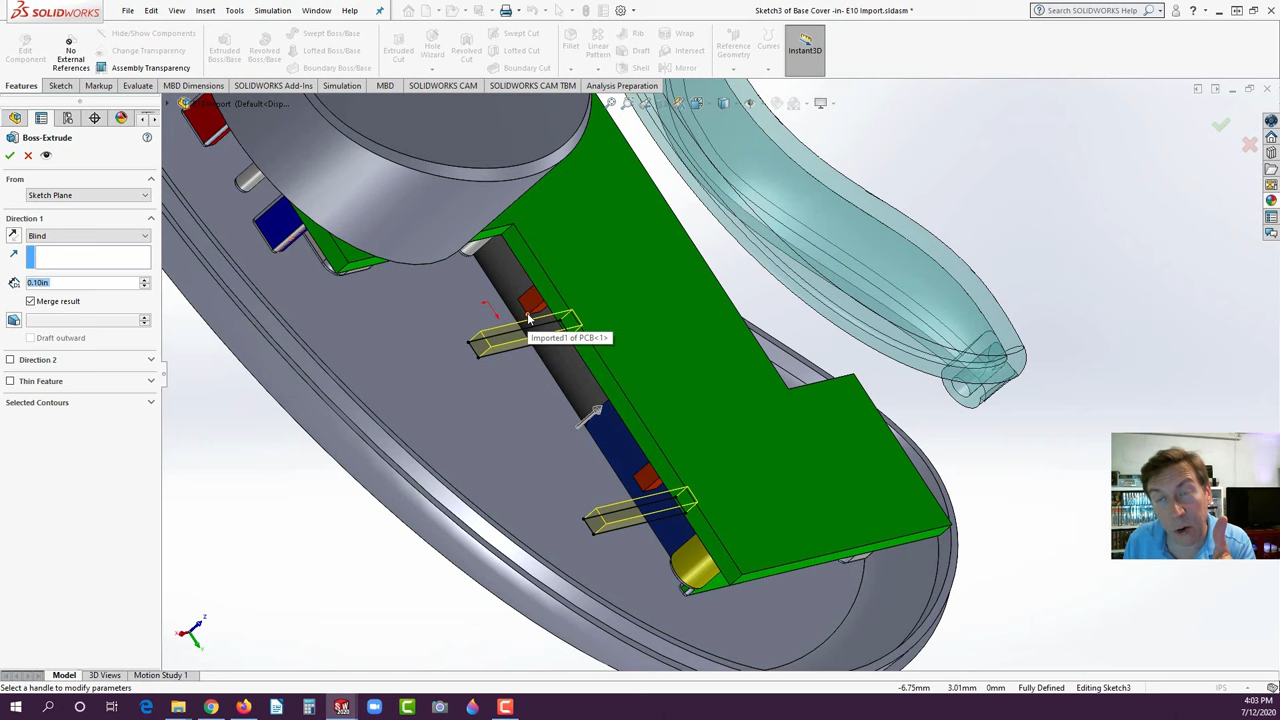 SOLIDWORKS File Edit View Insert Tools Simulation Window Help Sketch3 of Base Cover -in- E10 Import.sldasm * Search SOLIDWORKS Help
Edit Component
No External References
Hide/Show Components
Change Transparency
Assembly Transparency
Extruded Boss/Base
Revolved Boss/Base
Swept Boss/Base
Lofted Boss/Base
Boundary Boss/Base
Extruded Cut
Hole Wizard
Revolved Cut
Swept Cut
Lofted Cut
Boundary Cut
Fillet
Linear Pattern
Rib
Draft
Shell
Wrap
Intersect
Mirror
Reference Geometry
Curves
Instant3D
Features Sketch Markup Evaluate MBD Dimensions SOLIDWORKS Add-Ins Simulation MBD SOLIDWORKS CAM SOLIDWORKS CAM TBM Analysis Preparation
(Default<Disp...
Boss-Extrude
From
Sketch Plane
Direction 1
Blind
0.10in
Merge result
Draft outward
Direction 2
Thin Feature
Selected Contours
Imported1 of PCB<1>
Model 3D Views Motion Study 1
Select a handle to modify parameters -6.75mm 3.01mm 0mm Fully Defined Editing Sketch3 IPS
4:03 PM
7/12/2020